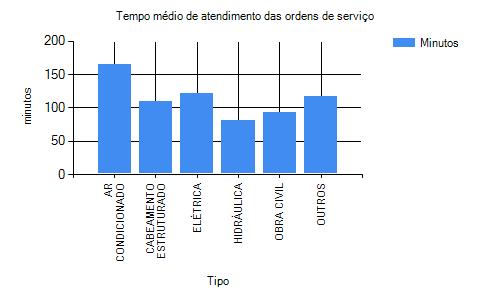 Tempo médio de atendimento das ordens de serviço
Minutos
minutos
200
150
100
50
0
AR
CONDICIONADO
CABEAMENTO
ESTRUTURADO
ELÉTRICA
HIDRÁULICA
OBRA CIVIL
OUTROS
Tipo